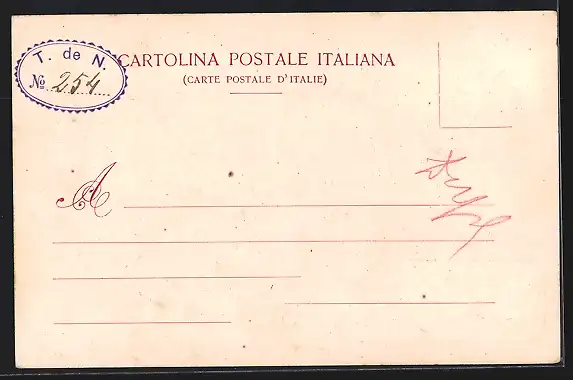 T. de N.
No 254
CARTOLINA POSTALE ITALIANA
(CARTE POSTALE D'ITALIE)
A